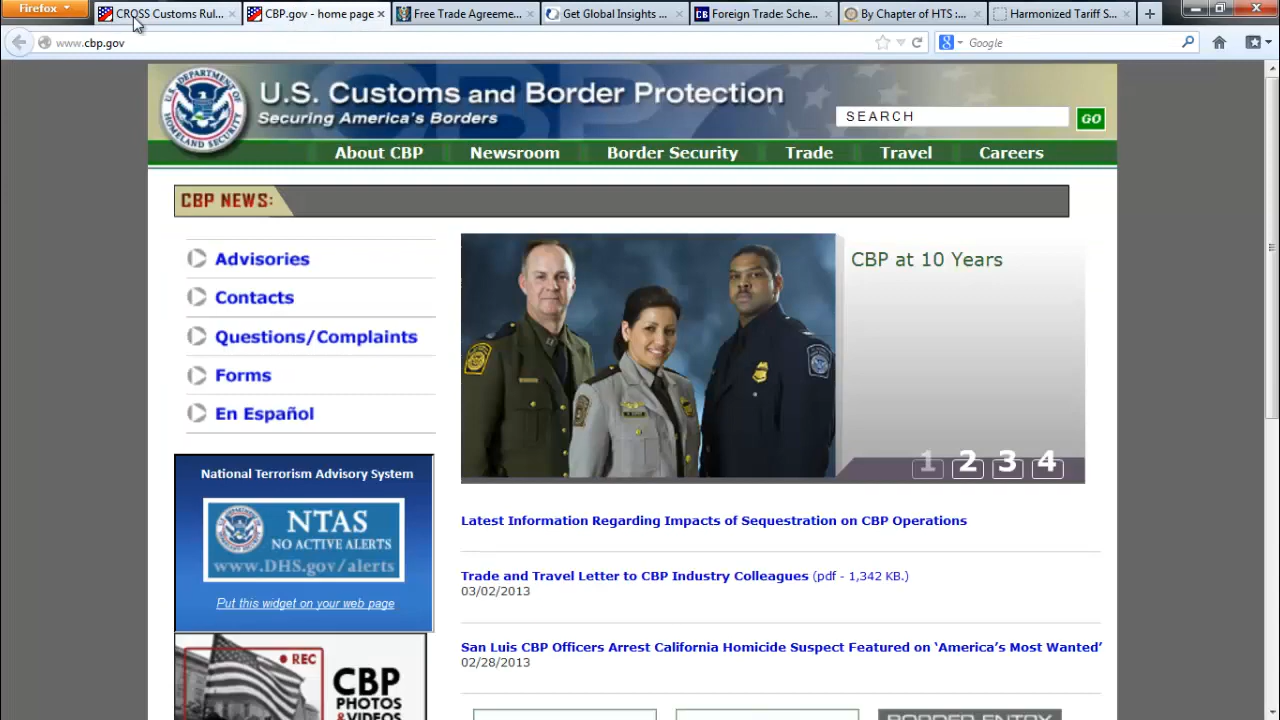 Firefox
CROSS Customs Rul...
CBP.gov - home page
Free Trade Agreeme...
Get Global Insights ...
Foreign Trade: Sche...
By Chapter of HTS :...
Harmonized Tariff S...
www.cbp.gov
Google
U.S. Customs and Border Protection
Securing America's Borders
SEARCH
GO
About CBP
Newsroom
Border Security
Trade
Travel
Careers
CBP NEWS:
Advisories
Contacts
Questions/Complaints
Forms
En Español
CBP at 10 Years
1 2 3 4
National Terrorism Advisory System
NTAS
NO ACTIVE ALERTS
www.DHS.gov/alerts
Put this widget on your web page
REC
CBP
PHOTOS
&VIDEOS
Latest Information Regarding Impacts of Sequestration on CBP Operations
Trade and Travel Letter to CBP Industry Colleagues (pdf - 1,342 KB.)
03/02/2013
San Luis CBP Officers Arrest California Homicide Suspect Featured on ‘America’s Most Wanted’
02/28/2013
BORDER ENTRY